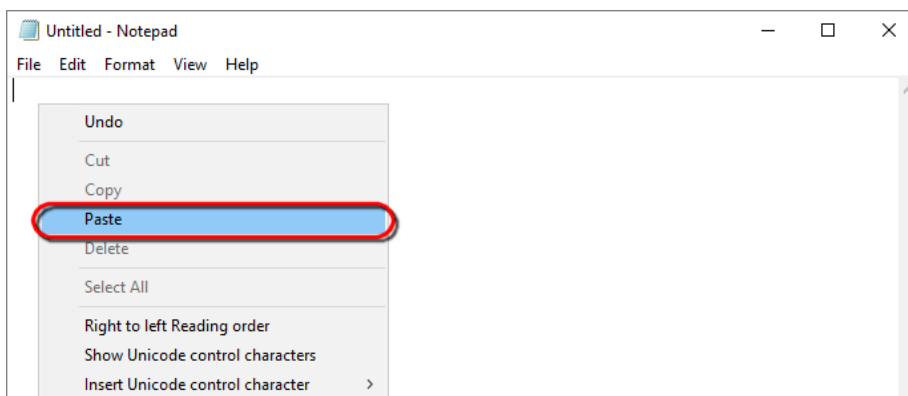 Untitled - Notepad
File Edit Format View Help
Undo
Cut
Copy
Paste
Delete
Select All
Right to left Reading order
Show Unicode control characters
Insert Unicode control character